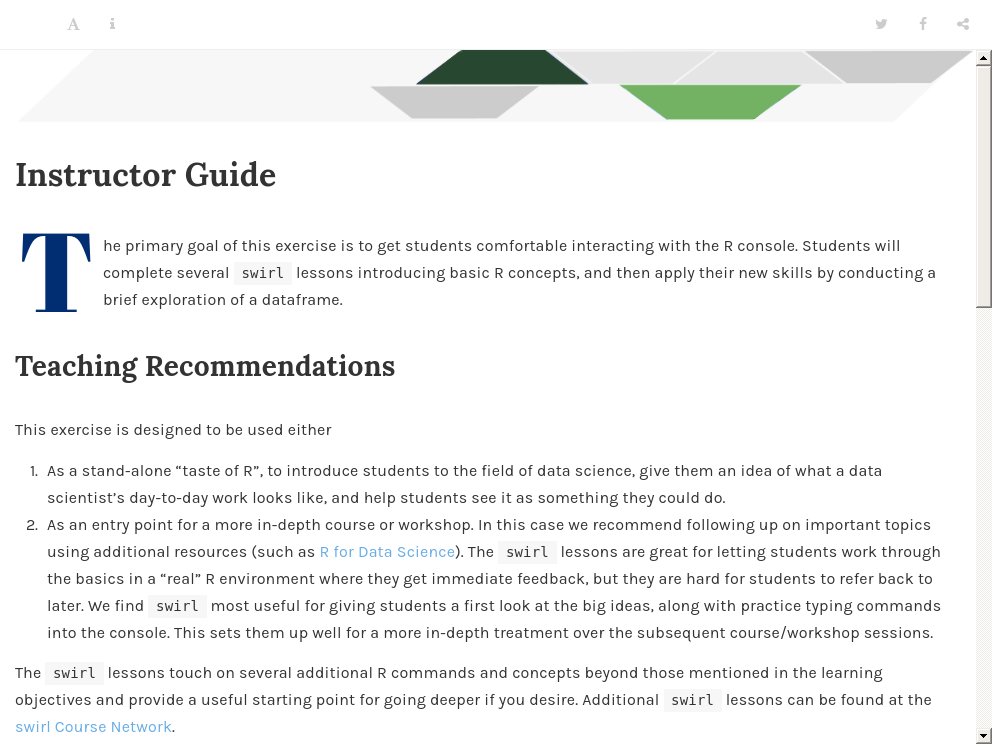 Instructor Guide
The primary goal of this exercise is to get students comfortable interacting with the R console. Students will
complete several swirl lessons introducing basic R concepts, and then apply their new skills by conducting a
brief exploration of a dataframe.
Teaching Recommendations
This exercise is designed to be used either
1. As a stand-alone “taste of R”, to introduce students to the field of data science, give them an idea of what a data
scientist’s day-to-day work looks like, and help students see it as something they could do.
2. As an entry point for a more in-depth course or workshop. In this case we recommend following up on important topics
using additional resources (such as R for Data Science). The swirl lessons are great for letting students work through
the basics in a “real” R environment where they get immediate feedback, but they are hard for students to refer back to
later. We find swirl most useful for giving students a first look at the big ideas, along with practice typing commands
into the console. This sets them up well for a more in-depth treatment over the subsequent course/workshop sessions.
The swirl lessons touch on several additional R commands and concepts beyond those mentioned in the learning
objectives and provide a useful starting point for going deeper if you desire. Additional swirl lessons can be found at the
swirl Course Network.